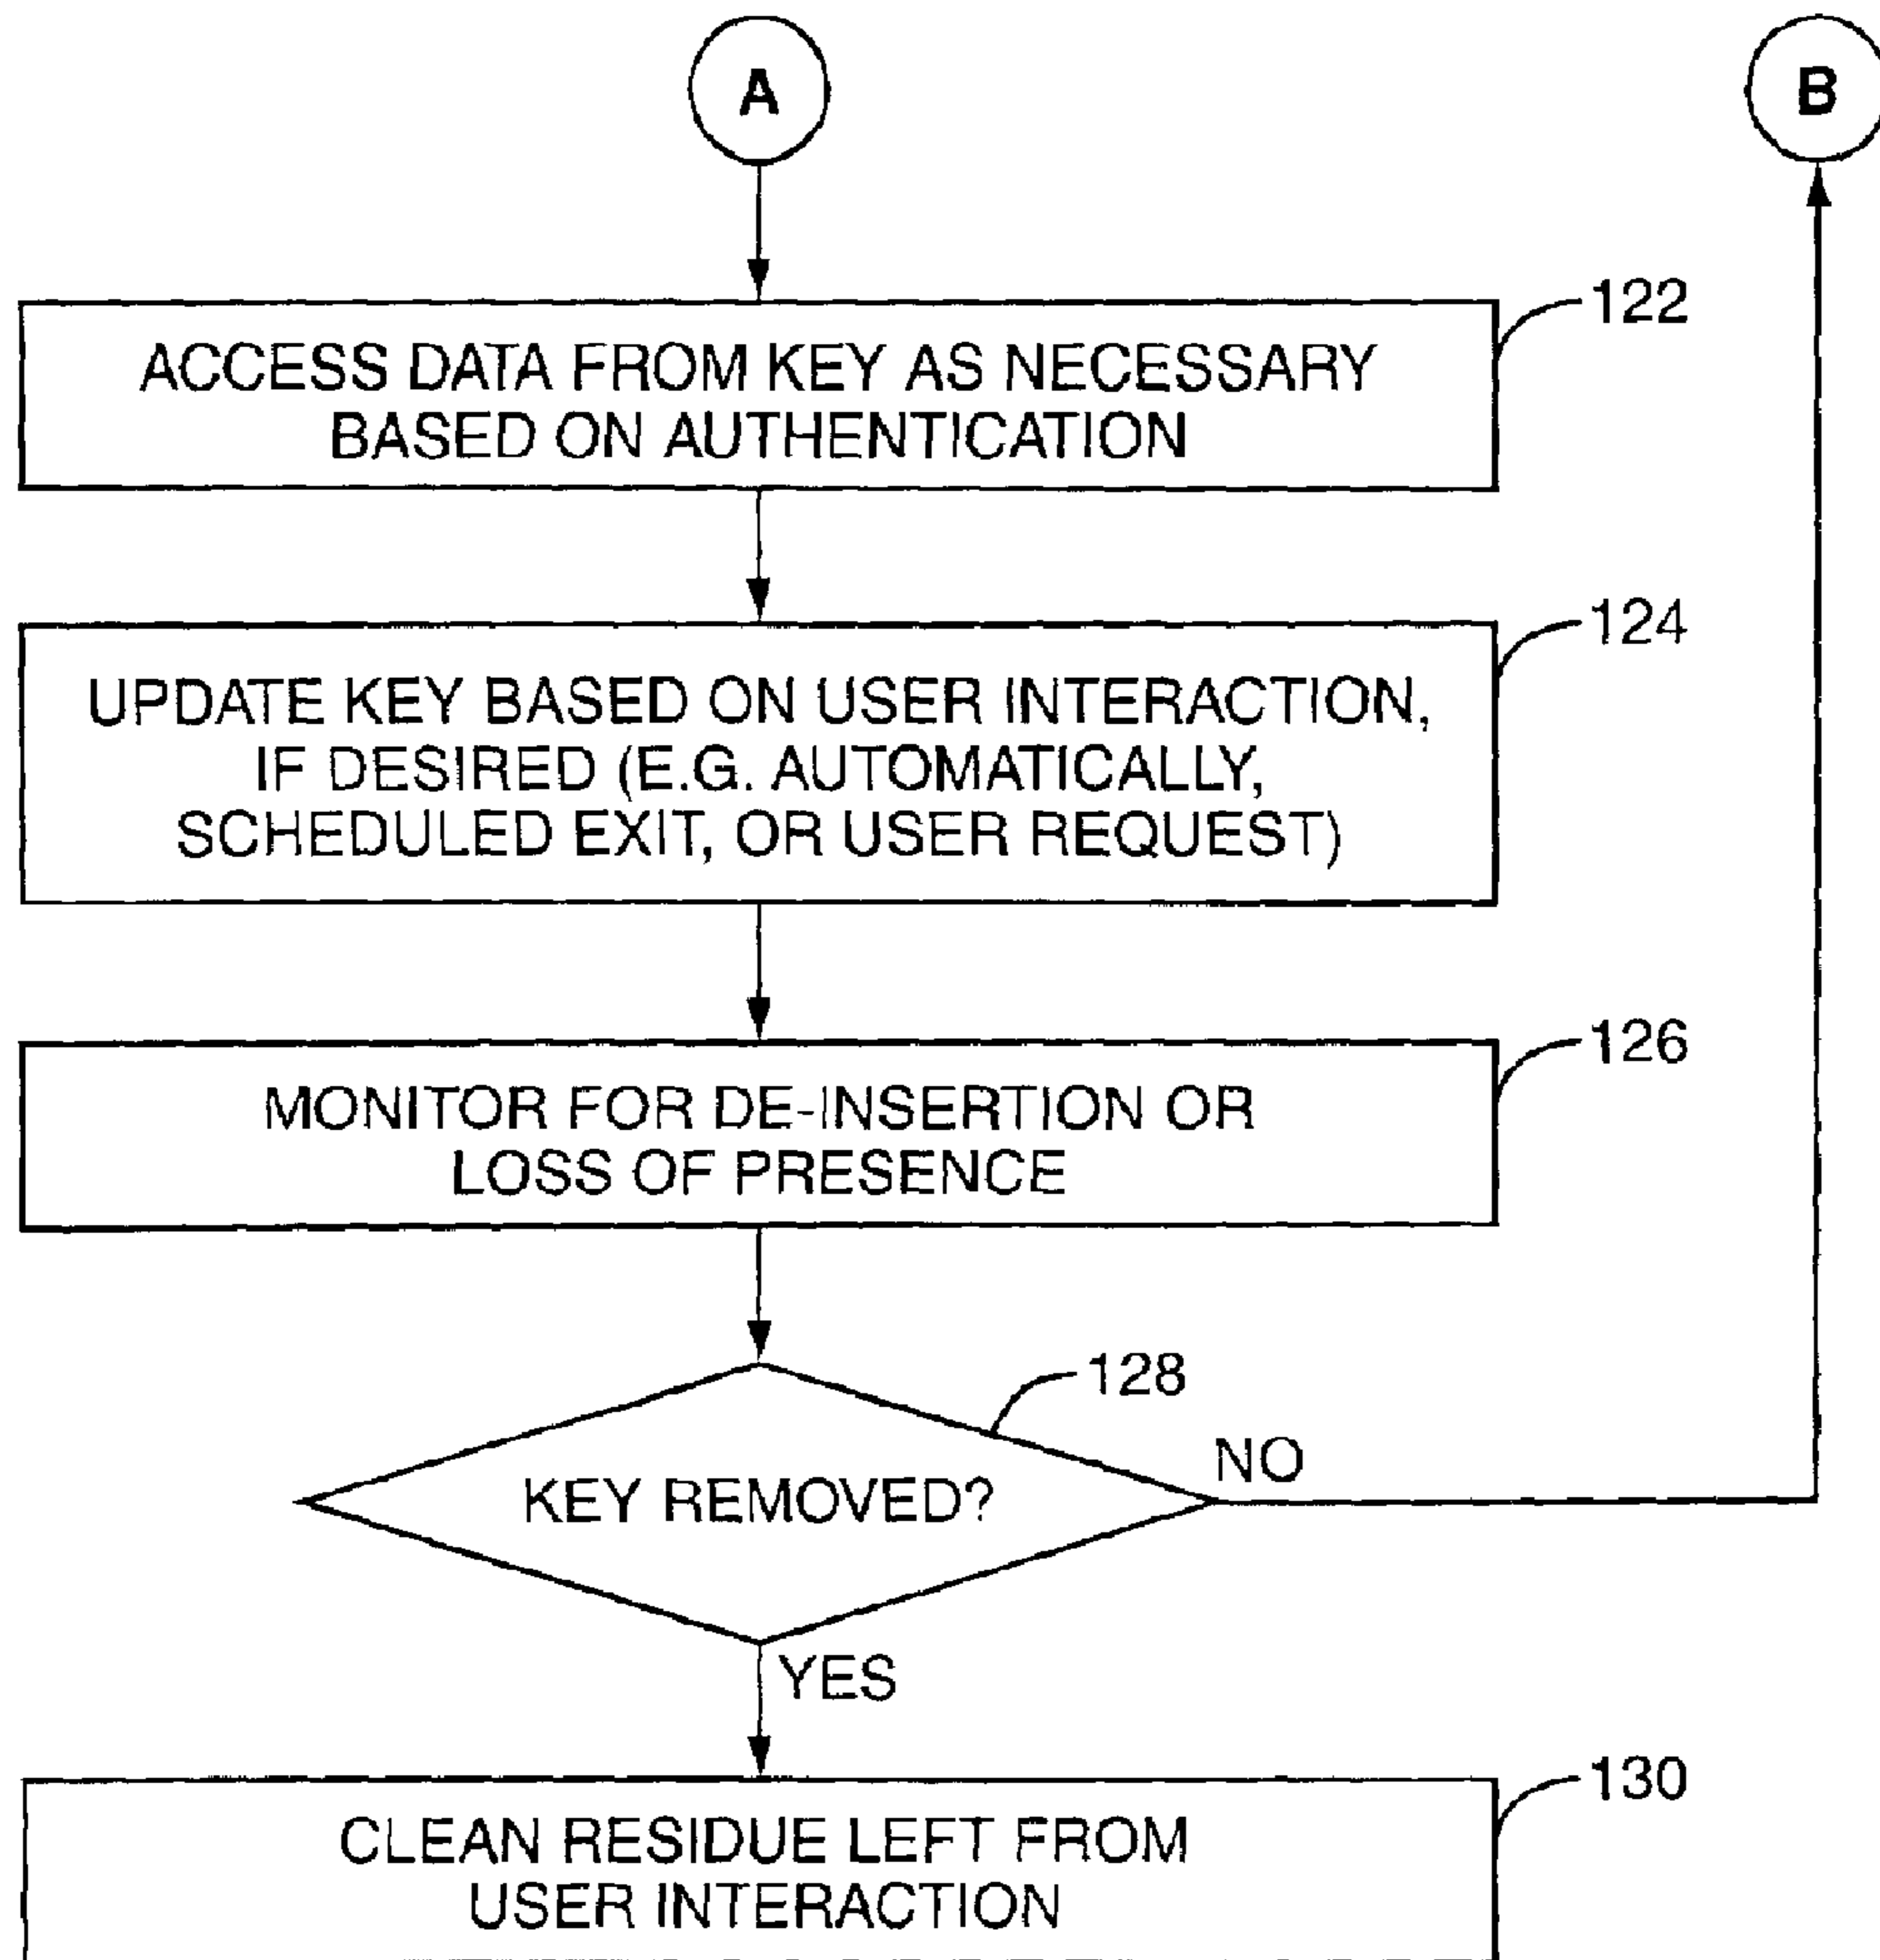 A
B
122
ACCESS DATA FROM KEY AS NECESSARY
BASED ON AUTHENTICATION
124
UPDATE KEY BASED ON USER INTERACTION,
IF DESIRED (E.G. AUTOMATICALLY,
SCHEDULED EXIT, OR USER REQUEST)
126
MONITOR FOR DE-INSERTION OR
LOSS OF PRESENCE
128
NO
KEY REMOVED?
YES
130
CLEAN RESIDUE LEFT FROM
USER INTERACTION